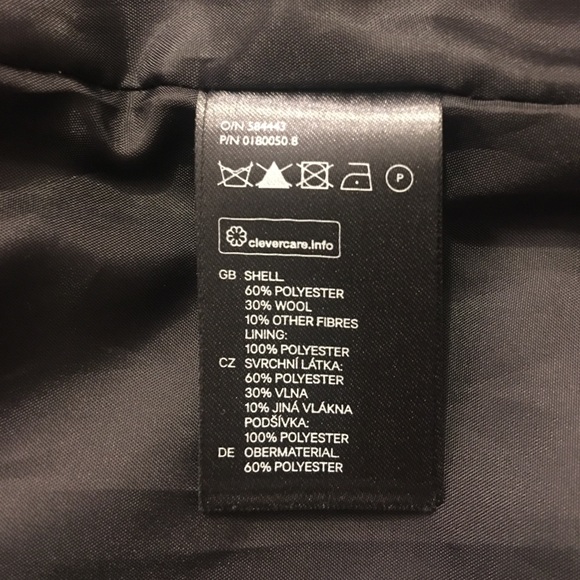 O/N 584443
P/N 0180050.8
P
clevercare.info
GB SHELL
60% POLYESTER
30% WOOL
10% OTHER FIBRES
LINING:
100% POLYESTER
CZ SVRCHNÍ LÁTKA:
60% POLYESTER
30% VLNA
10% JINÁ VLÁKNA
PODŠÍVKA:
100% POLYESTER
DE OBERMATERIAL
60% POLYESTER